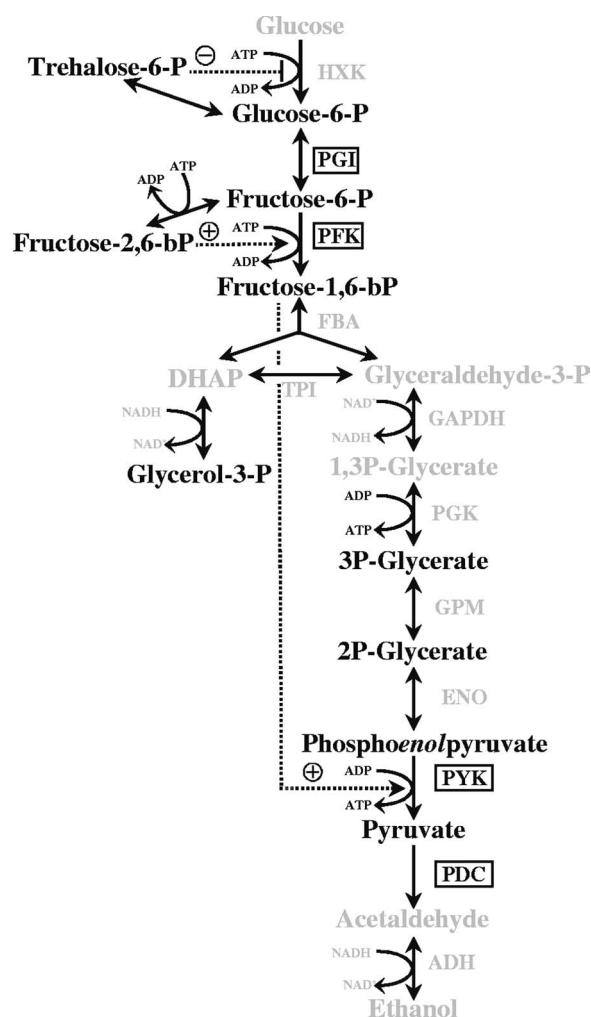 Glucose
ATP
HXK
ADP
Trehalose-6-P
−
Glucose-6-P
PGI
ATP
ADP
Fructose-6-P
Fructose-2,6-bP
+
ATP
ADP
PFK
Fructose-1,6-bP
FBA
DHAP
TPI
Glyceraldehyde-3-P
NADH
NAD+
Glycerol-3-P
NAD+
NADH
GAPDH
1,3P-Glycerate
ADP
ATP
PGK
3P-Glycerate
GPM
2P-Glycerate
ENO
Phosphoenolpyruvate
+
ADP
ATP
PYK
Pyruvate
PDC
Acetaldehyde
NADH
NAD+
ADH
Ethanol